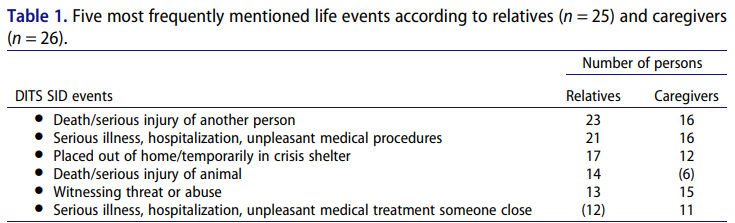 Table 1. Five most frequently mentioned life events according to relatives (n = 25) and caregivers
(n = 26).
Number of persons
DITS SID events Relatives Caregivers
• Death/serious injury of another person 23 16
• Serious illness, hospitalization, unpleasant medical procedures 21 16
• Placed out of home/temporarily in crisis shelter 17 12
• Death/serious injury of animal 14 (6)
• Witnessing threat or abuse 13 15
• Serious illness, hospitalization, unpleasant medical treatment someone close (12) 11